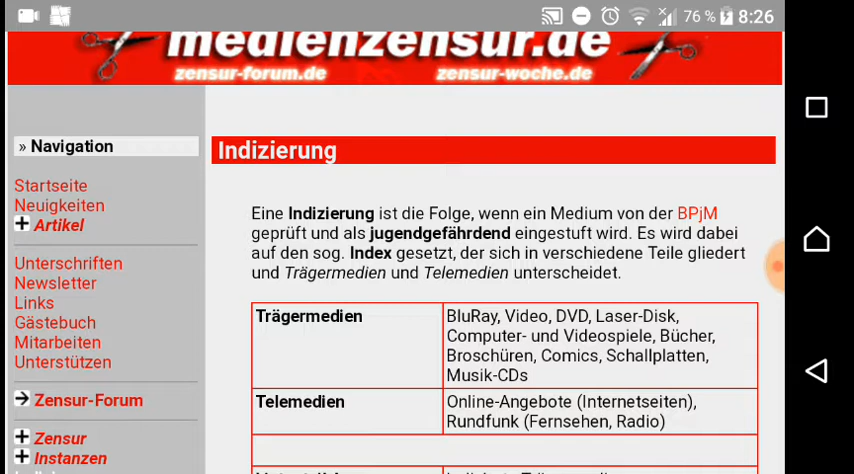 76 % 8:26
medienzensur.de
zensur-forum.de zensur-woche.de
» Navigation
Startseite
Neuigkeiten
Artikel
Unterschriften
Newsletter
Links
Gästebuch
Mitarbeiten
Unterstützen
Zensur-Forum
Zensur
Instanzen
Indizierung
Eine Indizierung ist die Folge, wenn ein Medium von der BPjM
geprüft und als jugendgefährdend eingestuft wird. Es wird dabei
auf den sog. Index gesetzt, der sich in verschiedene Teile gliedert
und Trägermedien und Telemedien unterscheidet.
Trägermedien
BluRay, Video, DVD, Laser-Disk,
Computer- und Videospiele, Bücher,
Broschüren, Comics, Schallplatten,
Musik-CDs
Telemedien
Online-Angebote (Internetseiten),
Rundfunk (Fernsehen, Radio)